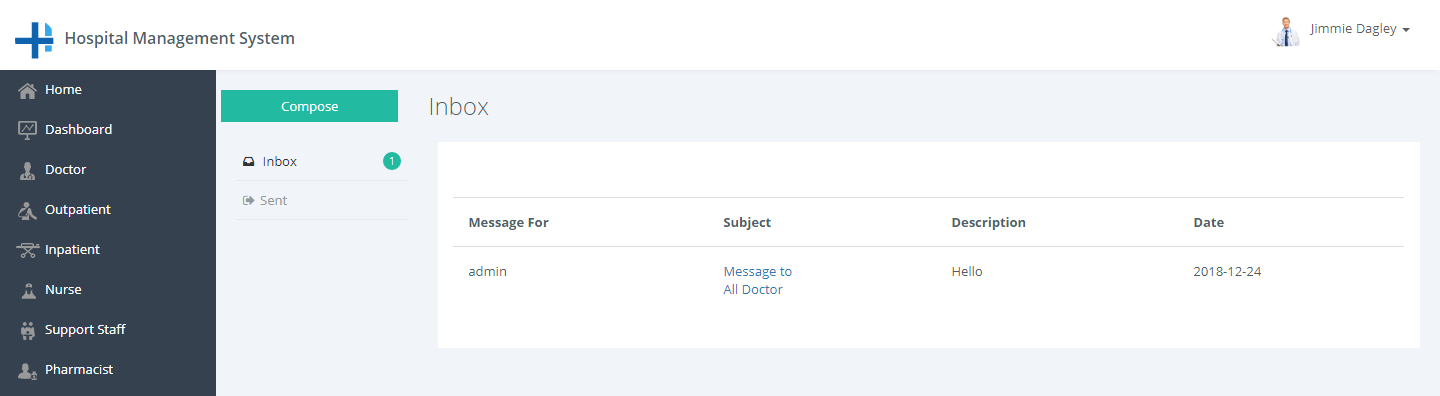 Hospital Management System
Jimmie Dagley
Home
Dashboard
Doctor
Outpatient
Inpatient
Nurse
Support Staff
Pharmacist
Compose
Inbox 1
Sent
Inbox
Message For Subject Description Date
admin Message to Hello 2018-12-24
All Doctor